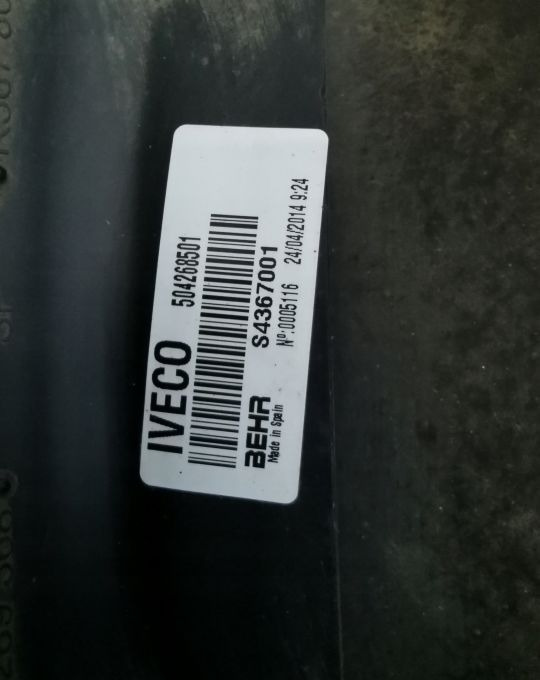 IVECO 504268501
BEHR S4367001
Made in Spain Nº:0005116 24/04/2014 9:24